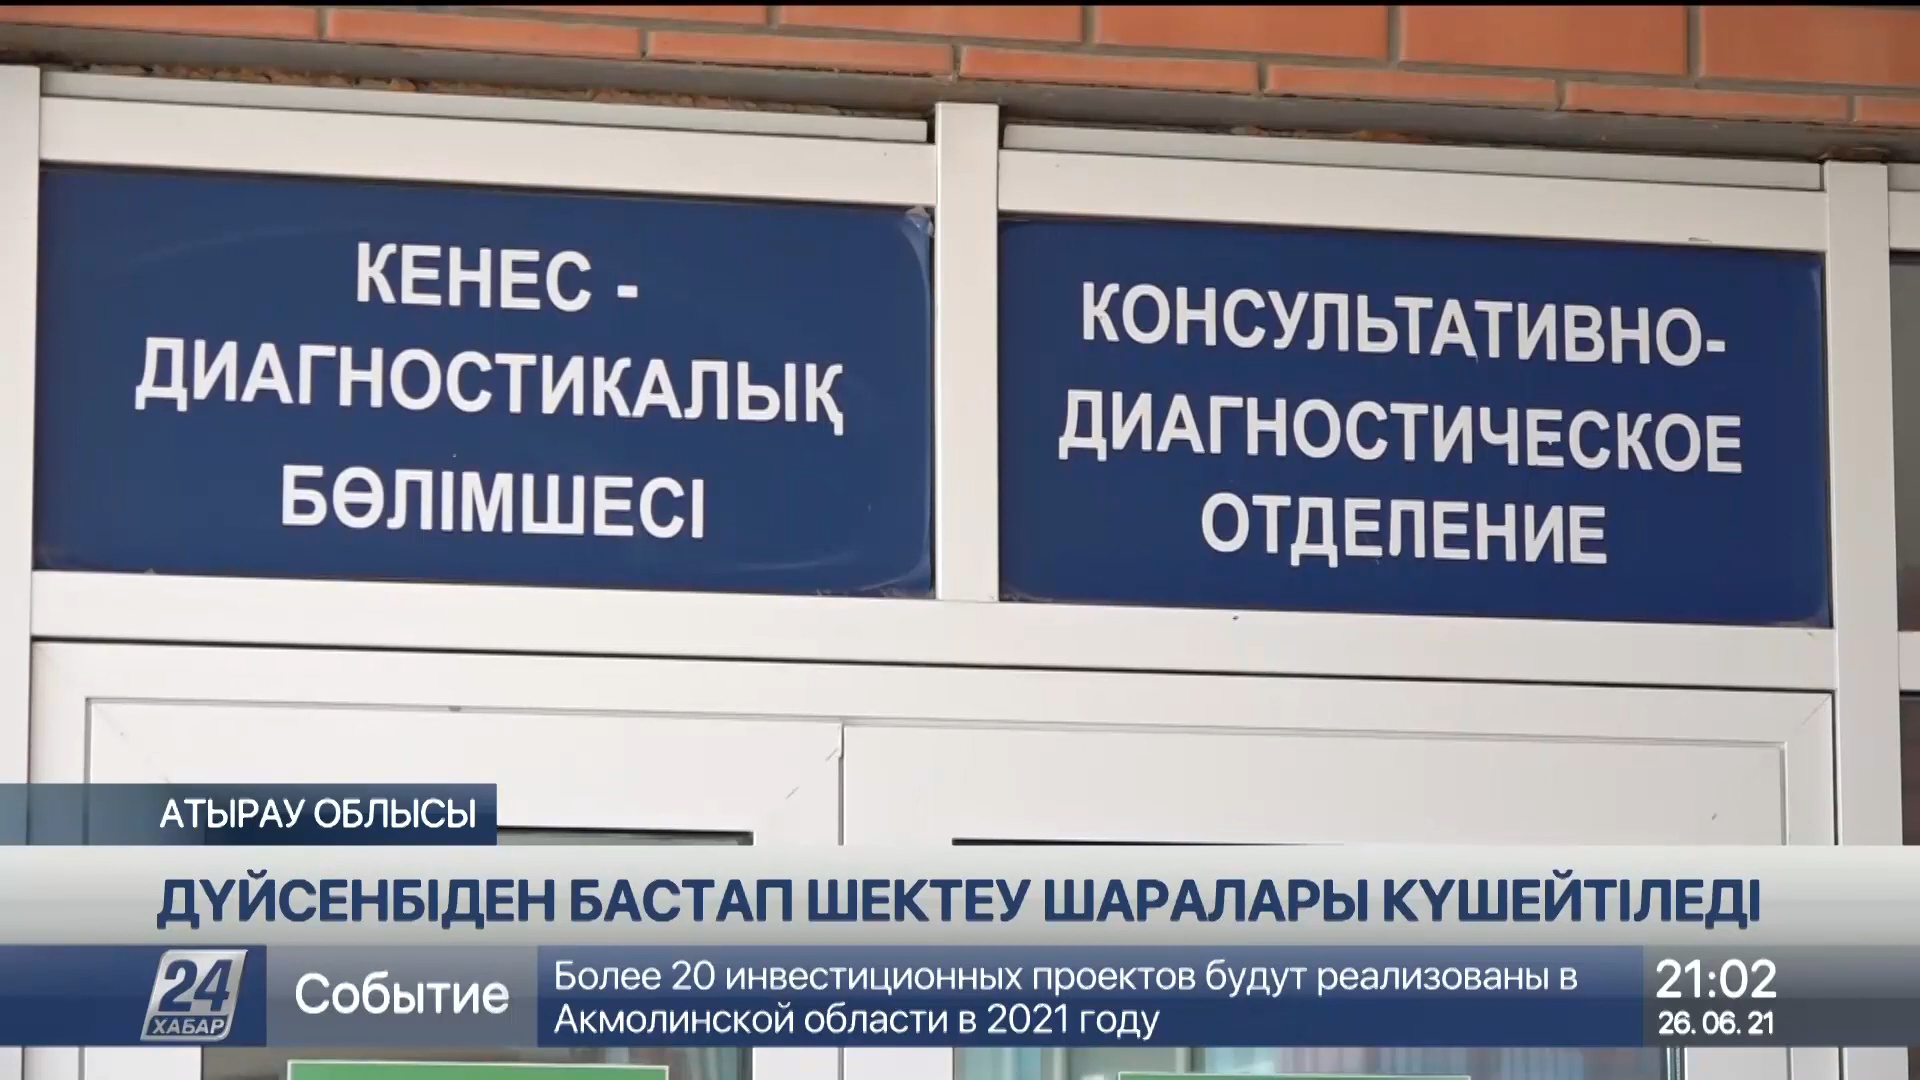 КЕНЕС -
ДИАГНОСТИКАЛЫҚ
БӨЛІМШЕСІ
КОНСУЛЬТАТИВНО-
ДИАГНОСТИЧЕСКОЕ
ОТДЕЛЕНИЕ
АТЫРАУ ОБЛЫСЫ
ДҮЙСЕНБІДЕН БАСТАП ШЕКТЕУ ШАРАЛАРЫ КҮШЕЙТІЛЕДІ
24
ХАБАР
Событие
Более 20 инвестиционных проектов будут реализованы в
Акмолинской области в 2021 году
21:02
26. 06. 21